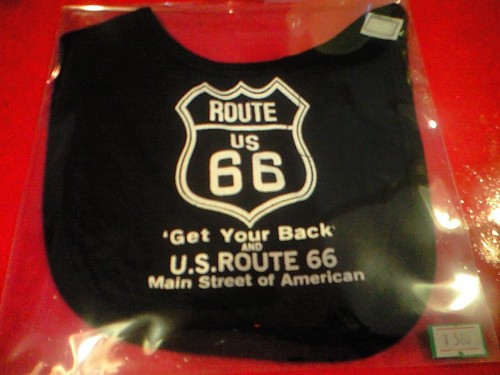 ROUTE
US
66
'Get Your Back'
AND
U.S.ROUTE 66
Main Street of American